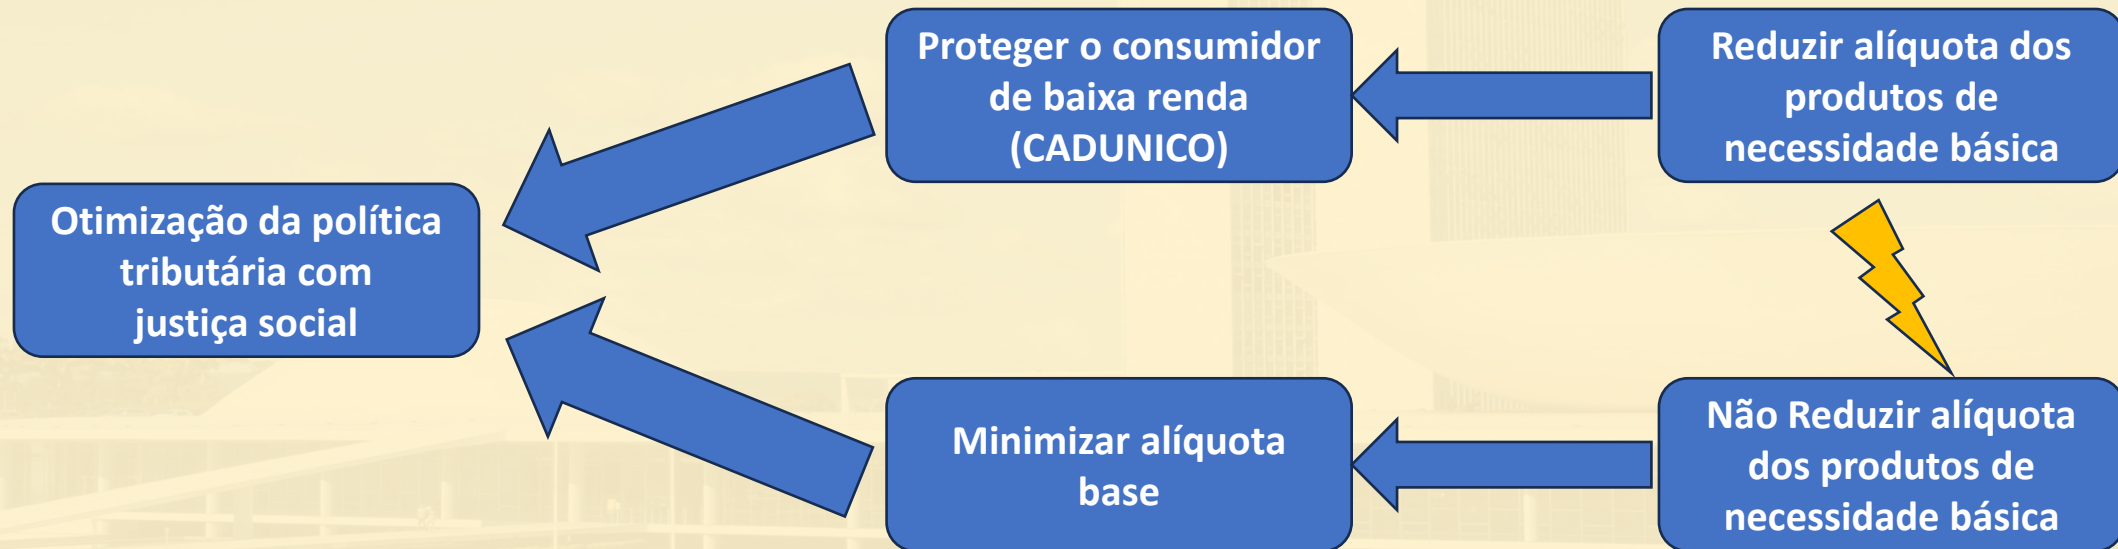 Proteger o consumidor
de baixa renda
(CADUNICO)
Reduzir alíquota dos
produtos de
necessidade básica
Otimização da política
tributária com
justiça social
Minimizar alíquota
base
Não Reduzir alíquota
dos produtos de
necessidade básica